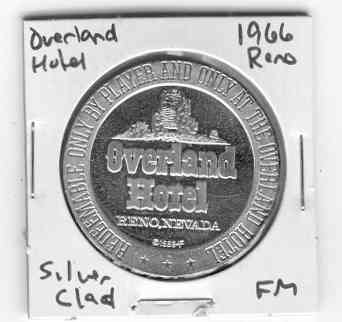 Overland Hotel
1966 Reno
REDEEMABLE ONLY BY PLAYER AND ONLY AT THE OVERLAND HOTEL
Overland
Hotel
RENO, NEVADA
Silver
Clad
FM